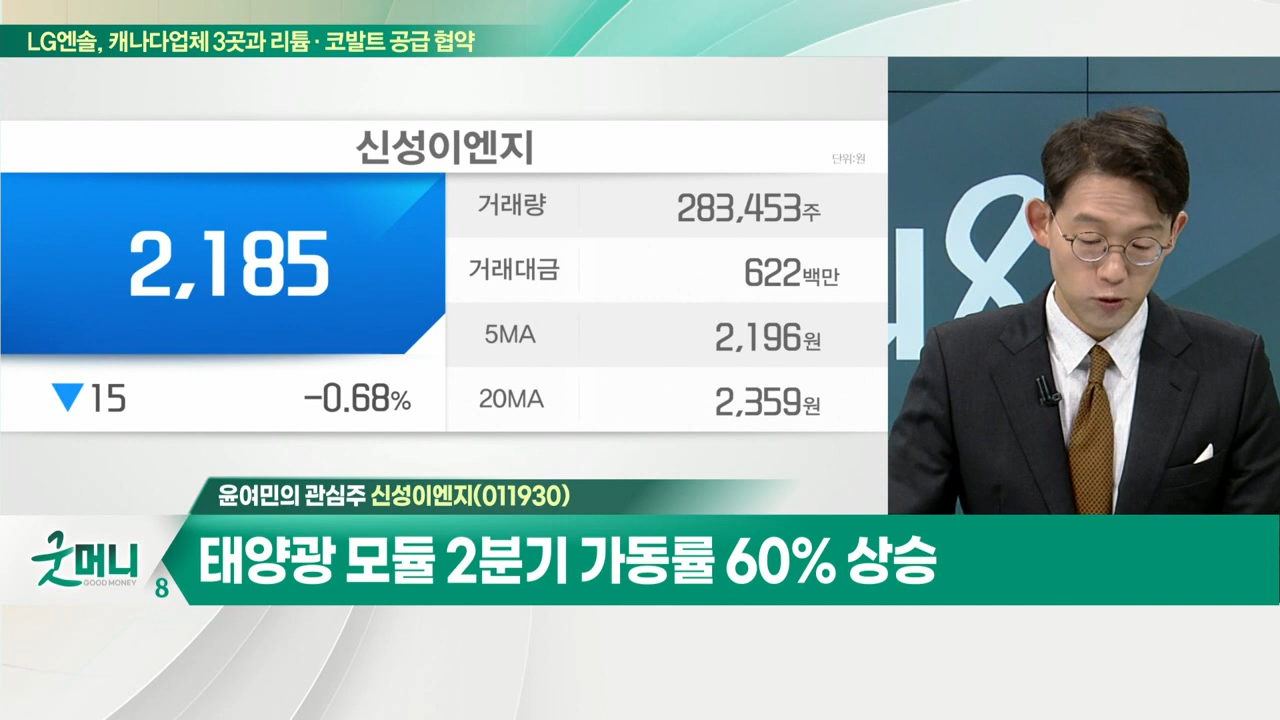 LG엔솔, 캐나다업체 3곳과 리튬·코발트 공급 협약
신성이엔지
단위:원
2,185
▼15 -0.68%
거래량 283,453주
거래대금 622백만
5MA 2,196원
20MA 2,359원
윤여민의 관심주 신성이엔지(011930)
굿머니
GOOD MONEY
8
태양광 모듈 2분기 가동률 60% 상승